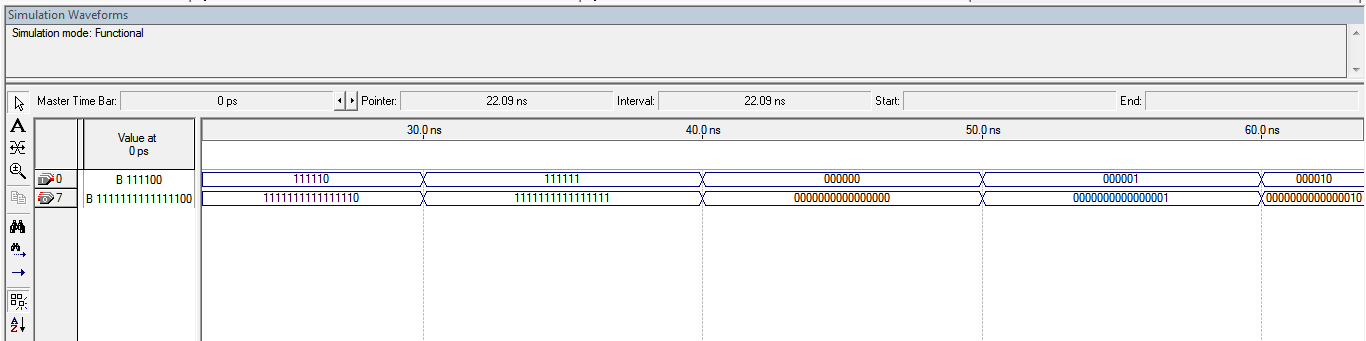 Simulation Waveforms
Simulation mode: Functional
Master Time Bar: 0 ps Pointer: 22.09 ns Interval: 22.09 ns Start: End:
Value at
0 ps
30.0 ns 40.0 ns 50.0 ns 60.0 ns
0 B 111100 111110 111111 000000 000001 000010
7 B 1111111111111100 1111111111111110 1111111111111111 0000000000000000 0000000000000001 0000000000000010